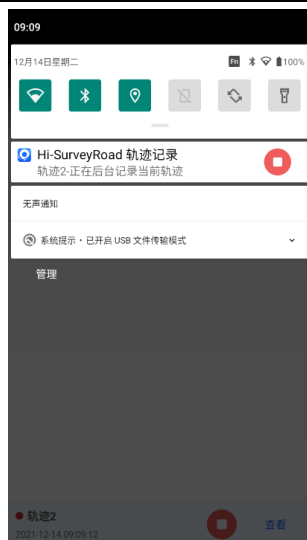 09:09
12月14日星期二
Fn 100%
Hi-SurveyRoad 轨迹记录
轨迹2-正在后台记录当前轨迹
无声通知
系统提示・已开启 USB 文件传输模式
管理
轨迹2
2021-12-14 09:09:12
查看